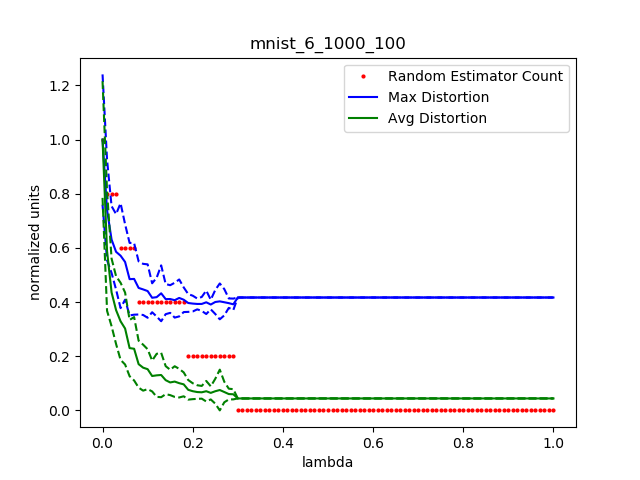 mnist_6_1000_100
Random Estimator Count
Max Distortion
Avg Distortion
normalized units
1.2
1.0
0.8
0.6
0.4
0.2
0.0
0.0 0.2 0.4 0.6 0.8 1.0
lambda